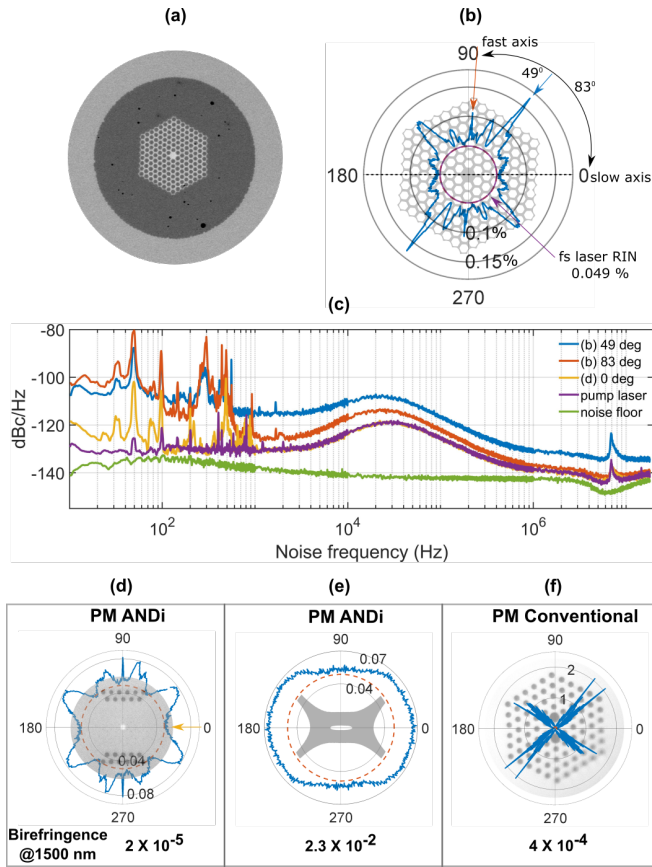 (a)
(b)
fast axis
90
49⁰
83⁰
180
0
slow axis
0.1%
0.15%
fs laser RIN
0.049 %
270
(c)
-80
-100
-120
-140
dBc/Hz
(b) 49 deg
(b) 83 deg
(d) 0 deg
pump laser
noise floor
10²
10⁴
10⁶
Noise frequency (Hz)
(d)
(e)
(f)
PM ANDi
PM ANDi
PM Conventional
90
180
0
0.04
0.08
270
90
0.07
0.04
180
0
270
90
2
1
180
0
270
Birefringence
@1500 nm
2 X 10⁻⁵
2.3 X 10⁻²
4 X 10⁻⁴